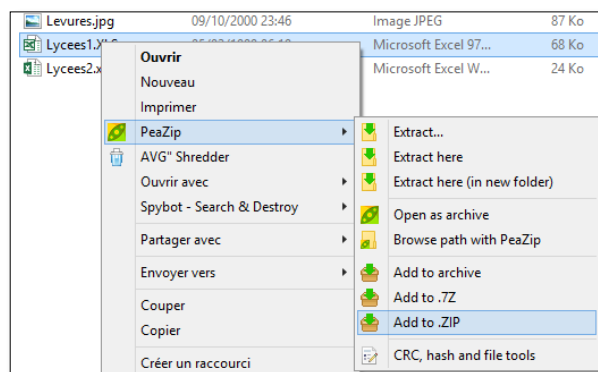 Levures.jpg 09/10/2000 23:46 Image JPEG 87 Ko
Lycees1.XLS Microsoft Excel 97... 68 Ko
Lycees2.x Microsoft Excel W... 24 Ko
Ouvrir
Nouveau
Imprimer
PeaZip
AVG" Shredder
Ouvrir avec
Spybot - Search & Destroy
Partager avec
Envoyer vers
Couper
Copier
Créer un raccourci
Extract...
Extract here
Extract here (in new folder)
Open as archive
Browse path with PeaZip
Add to archive
Add to .7Z
Add to .ZIP
CRC, hash and file tools